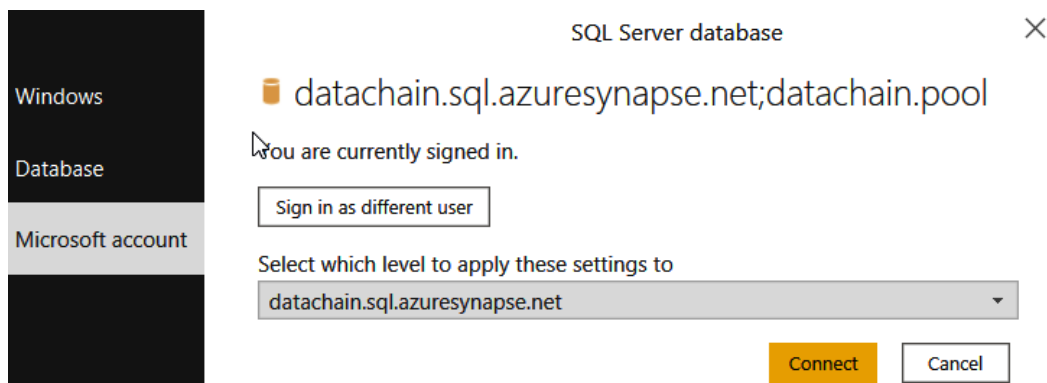 SQL Server database
Windows
Database
Microsoft account
datachain.sql.azuresynapse.net;datachain.pool
You are currently signed in.
Sign in as different user
Select which level to apply these settings to
datachain.sql.azuresynapse.net
Connect
Cancel